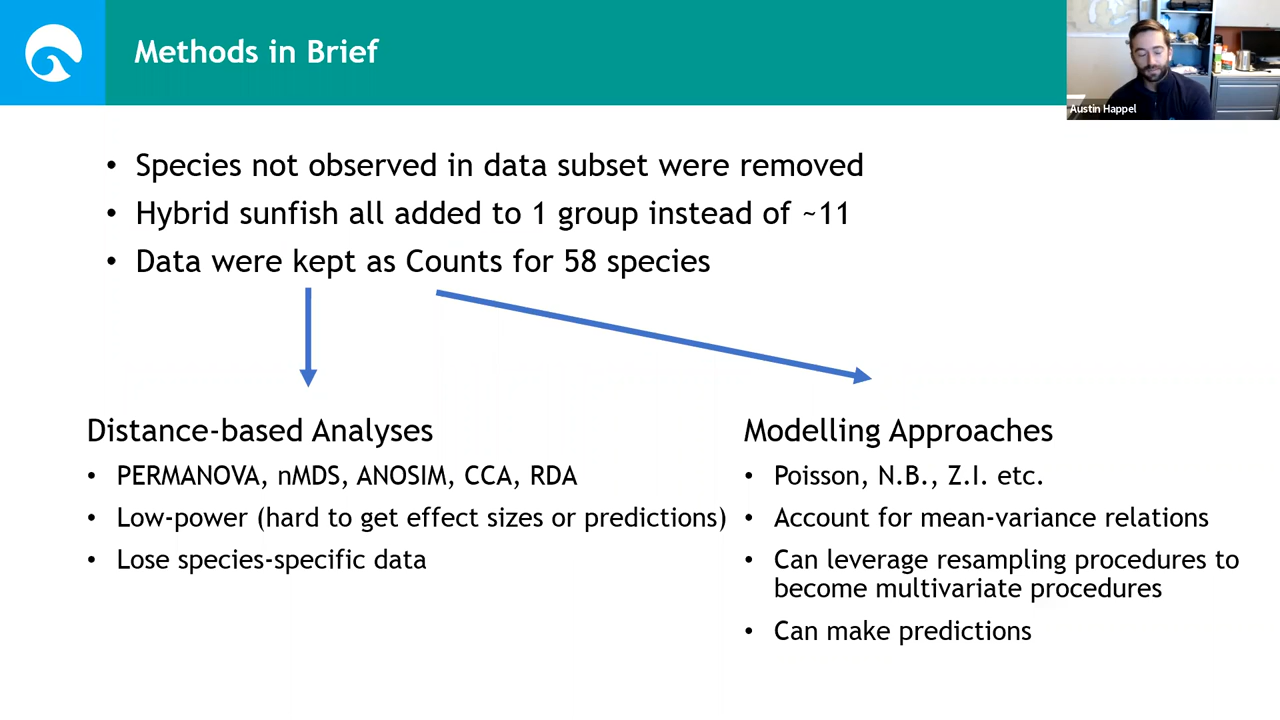 Methods in Brief
Austin Happel
• Species not observed in data subset were removed
• Hybrid sunfish all added to 1 group instead of ~11
• Data were kept as Counts for 58 species
Distance-based Analyses
• PERMANOVA, nMDS, ANOSIM, CCA, RDA
• Low-power (hard to get effect sizes or predictions)
• Lose species-specific data
Modelling Approaches
• Poisson, N.B., Z.I. etc.
• Account for mean-variance relations
• Can leverage resampling procedures to
become multivariate procedures
• Can make predictions